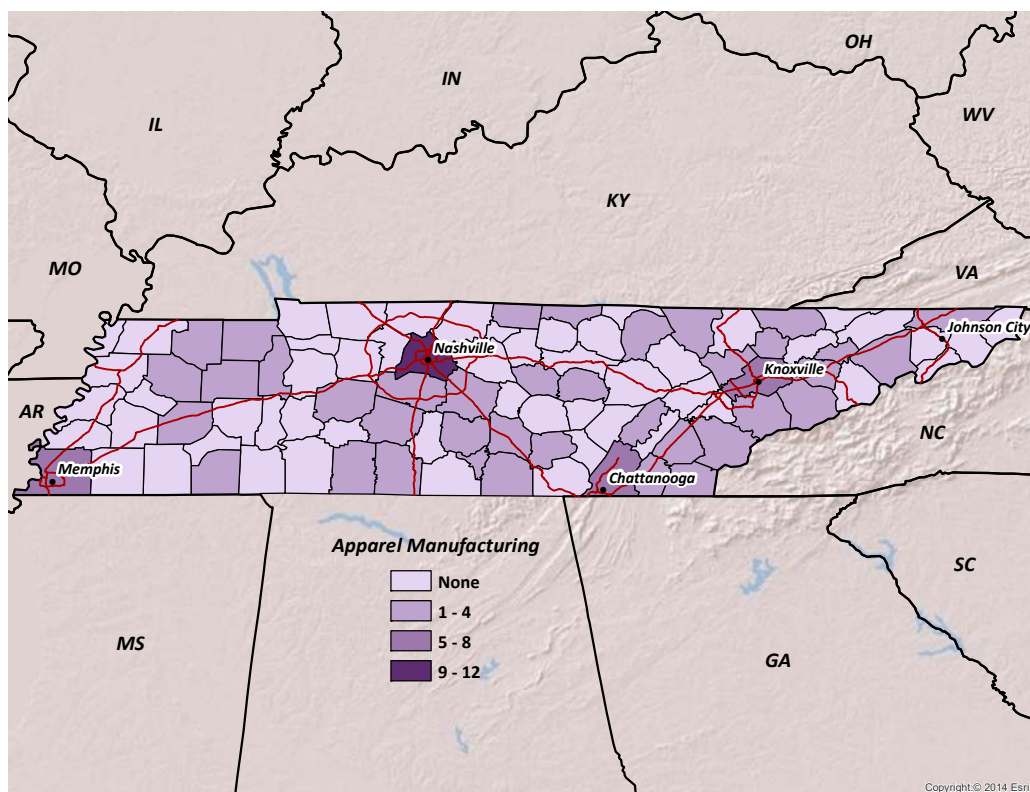 OH
IN
WV
IL
KY
MO
VA
Johnson City
Nashville
Knoxville
AR
NC
Memphis
Chattanooga
Apparel Manufacturing
None
1 - 4
5 - 8
9 - 12
SC
MS
GA
Copyright:© 2014 Esri